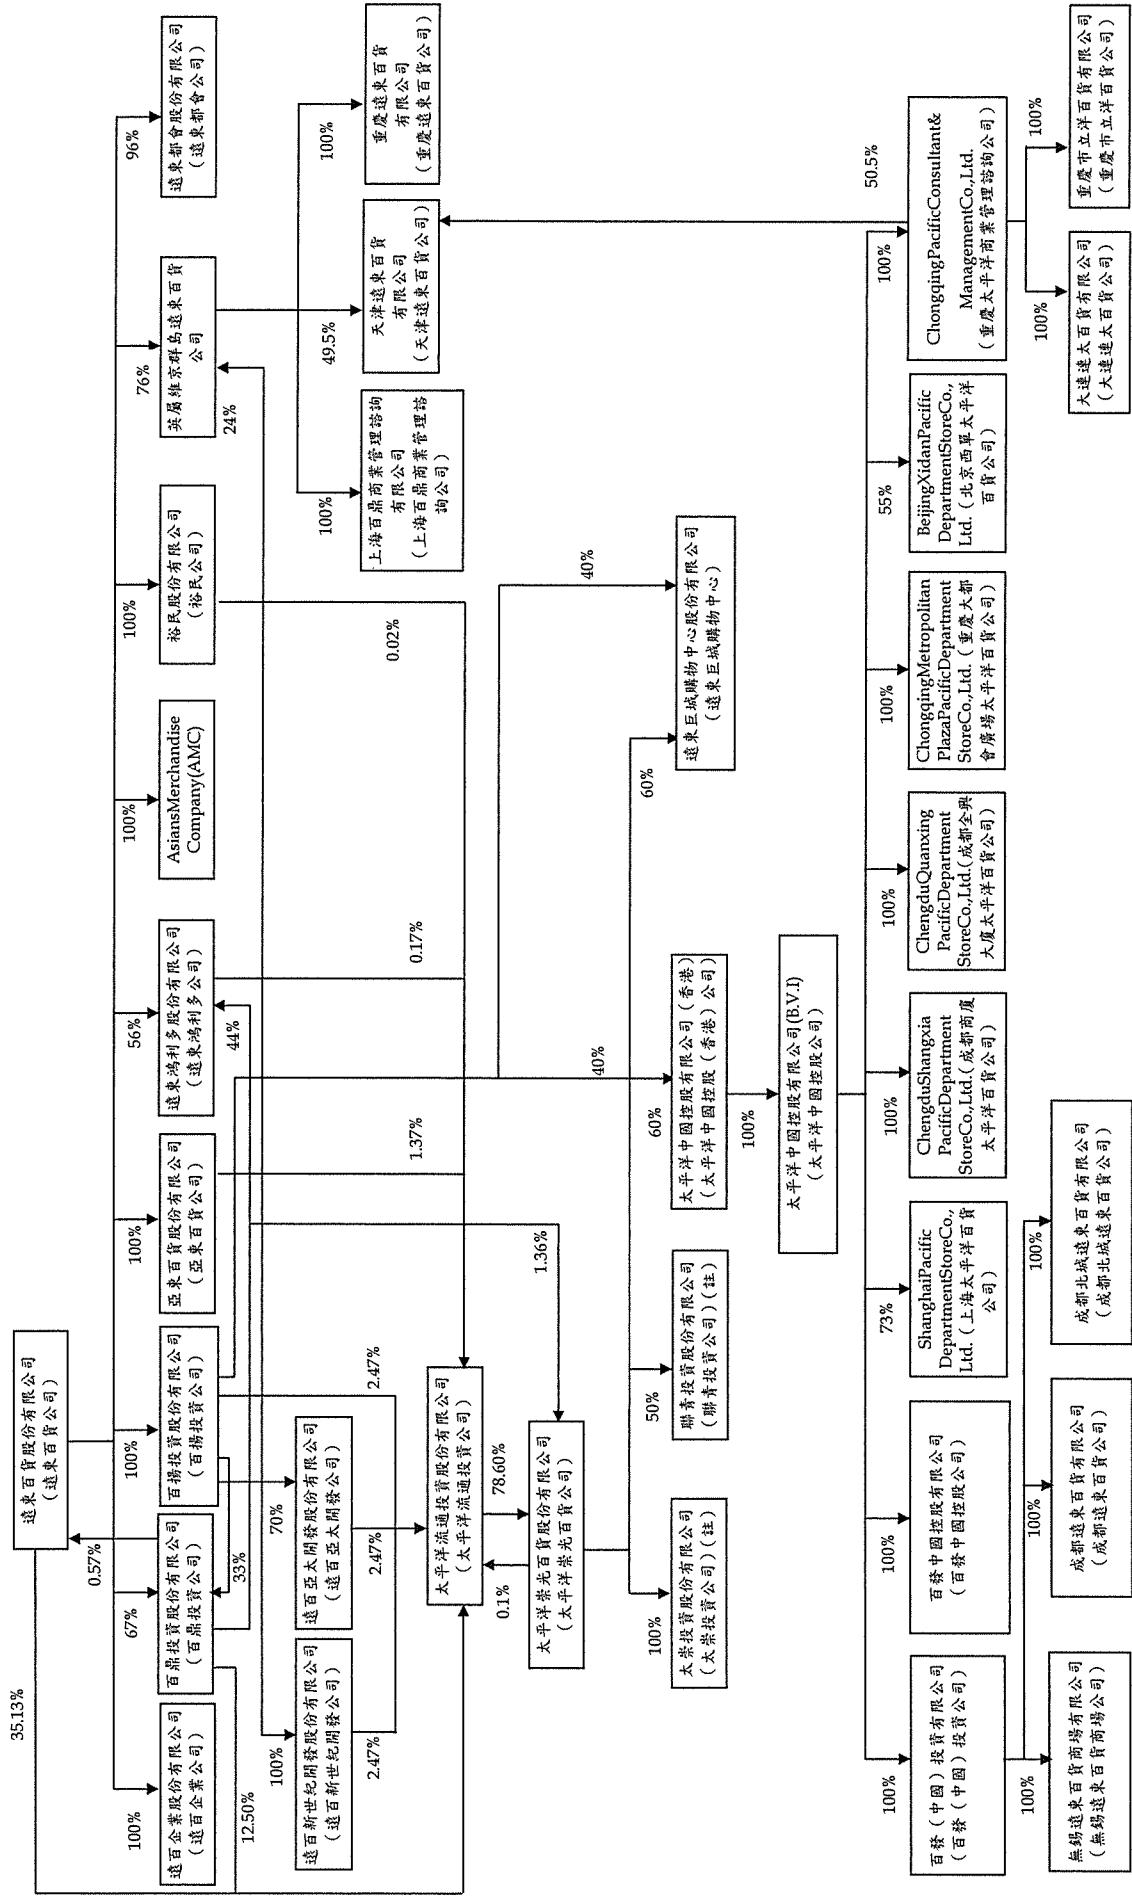 遠東百貨股份有限公司
(遠東百貨公司)
35.13%
0.57%
100%
67%
100%
100%
56%
100%
100%
76%
96%
遠百企業股份有限公司
(遠百企業公司)
百鼎投資股份有限公司
(百鼎投資公司)
百揚投資股份有限公司
(百揚投資公司)
亞東百貨股份有限公司
(亞東百貨公司)
遠東鴻利多股份有限公司
(遠東鴻利多公司)
AsiansMerchandise
Company(AMC)
裕民股份有限公司
(裕民公司)
英屬維京群島遠東百貨
公司
遠東都會股份有限公司
(遠東都會公司)
12.50%
33%
44%
24%
100%
70%
100%
49.5%
100%
遠百新世紀開發股份有限公司
(遠百新世紀開發公司)
遠百亞太開發股份有限公司
(遠百亞太開發公司)
上海百鼎商業管理諮詢
有限公司
(上海百鼎商業管理諮
詢公司)
天津遠東百貨
有限公司
(天津遠東百貨公司)
重慶遠東百貨
有限公司
(重慶遠東百貨公司)
2.47%
2.47%
2.47%
1.37%
0.17%
0.02%
太平洋流通投資股份有限公司
(太平洋流通投資公司)
0.1%
78.60%
1.36%
太平洋崇光百貨股份有限公司
(太平洋崇光百貨公司)
40%
40%
100%
50%
60%
60%
太崇投資股份有限公司
(太崇投資公司)(註)
聯青投資股份有限公司
(聯青投資公司)(註)
太平洋中國控股有限公司(香港)
(太平洋中國控股(香港)公司)
遠東巨城購物中心股份有限公司
(遠東巨城購物中心)
100%
太平洋中國控股有限公司(B.V.I)
(太平洋中國控股公司)
100%
100%
73%
100%
100%
100%
55%
100%
50.5%
百發(中國)投資有限公司
(百發(中國)投資公司)
百發中國控股有限公司
(百發中國控股公司)
ShanghaiPacific
DepartmentStoreCo.,
Ltd.(上海太平洋百貨
公司)
ChengduShangxia
PacificDepartment
StoreCo.,Ltd.(成都商廈
太平洋百貨公司)
ChengduQuanxing
PacificDepartment
StoreCo.,Ltd.(成都全興
大廈太平洋百貨公司)
ChongqingMetropolitan
PlazaPacificDepartment
StoreCo.,Ltd.(重慶大都
會廣場太平洋百貨公司)
BeijingXidanPacific
DepartmentStoreCo.,
Ltd.(北京西單太平洋
百貨公司)
ChongqingPacificConsultant&
ManagementCo.,Ltd.
(重慶太平洋商業管理諮詢公司)
100%
100%
100%
100%
100%
無錫遠東百貨商場有限公司
(無錫遠東百貨商場公司)
成都遠東百貨有限公司
(成都遠東百貨公司)
成都北城遠東百貨有限公司
(成都北城遠東百貨公司)
大連連太百貨有限公司
(大連連太百貨公司)
重慶市立洋百貨有限公司
(重慶市立洋百貨公司)